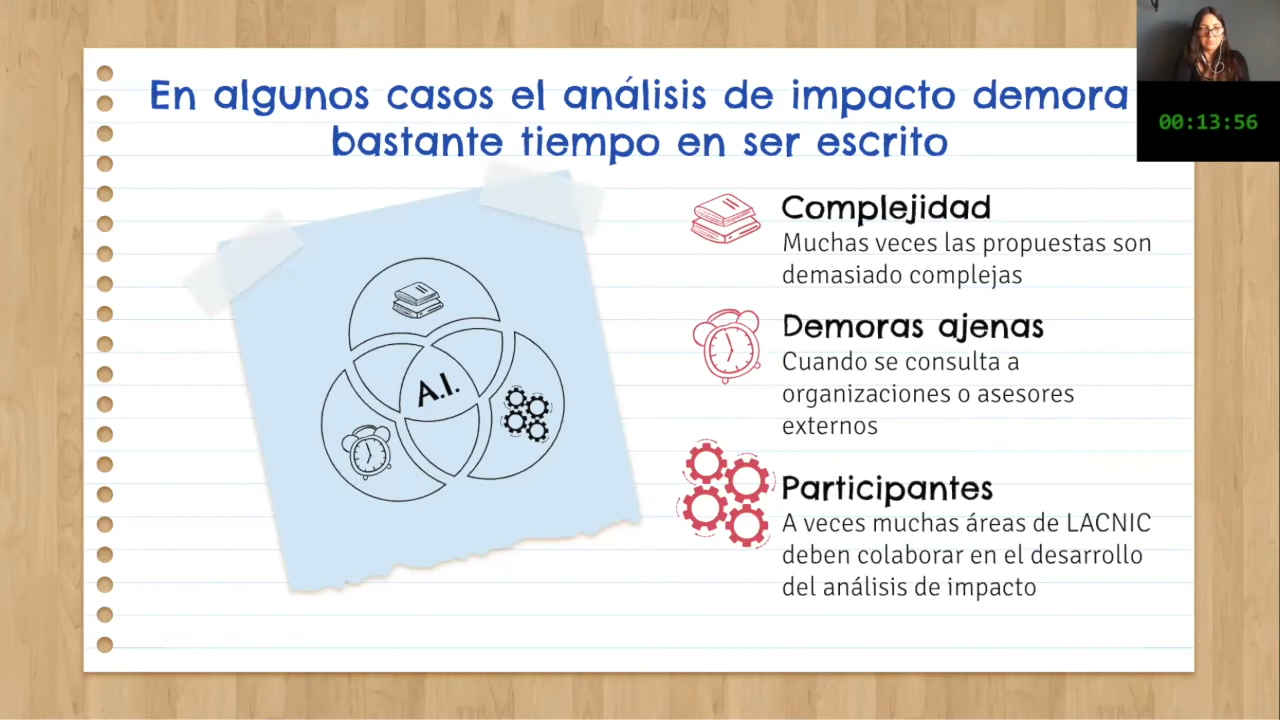 En algunos casos el análisis de impacto demora
bastante tiempo en ser escrito
00:13:56
A.I.
Complejidad
Muchas veces las propuestas son
demasiado complejas
Demoras ajenas
Cuando se consulta a
organizaciones o asesores
externos
Participantes
A veces muchas áreas de LACNIC
deben colaborar en el desarrollo
del análisis de impacto